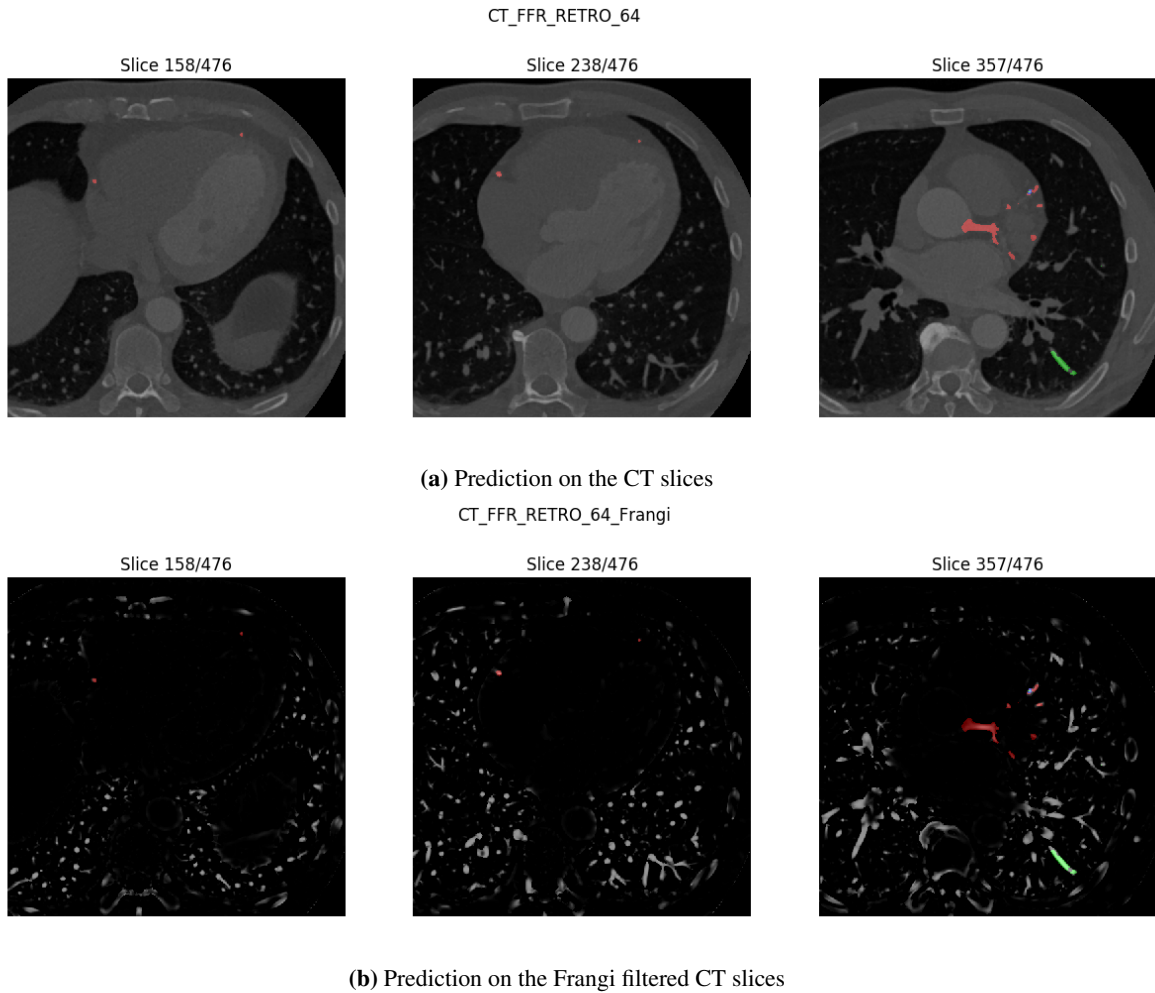 CT_FFR_RETRO_64
Slice 158/476
Slice 238/476
Slice 357/476
(a) Prediction on the CT slices
CT_FFR_RETRO_64_Frangi
Slice 158/476
Slice 238/476
Slice 357/476
(b) Prediction on the Frangi filtered CT slices